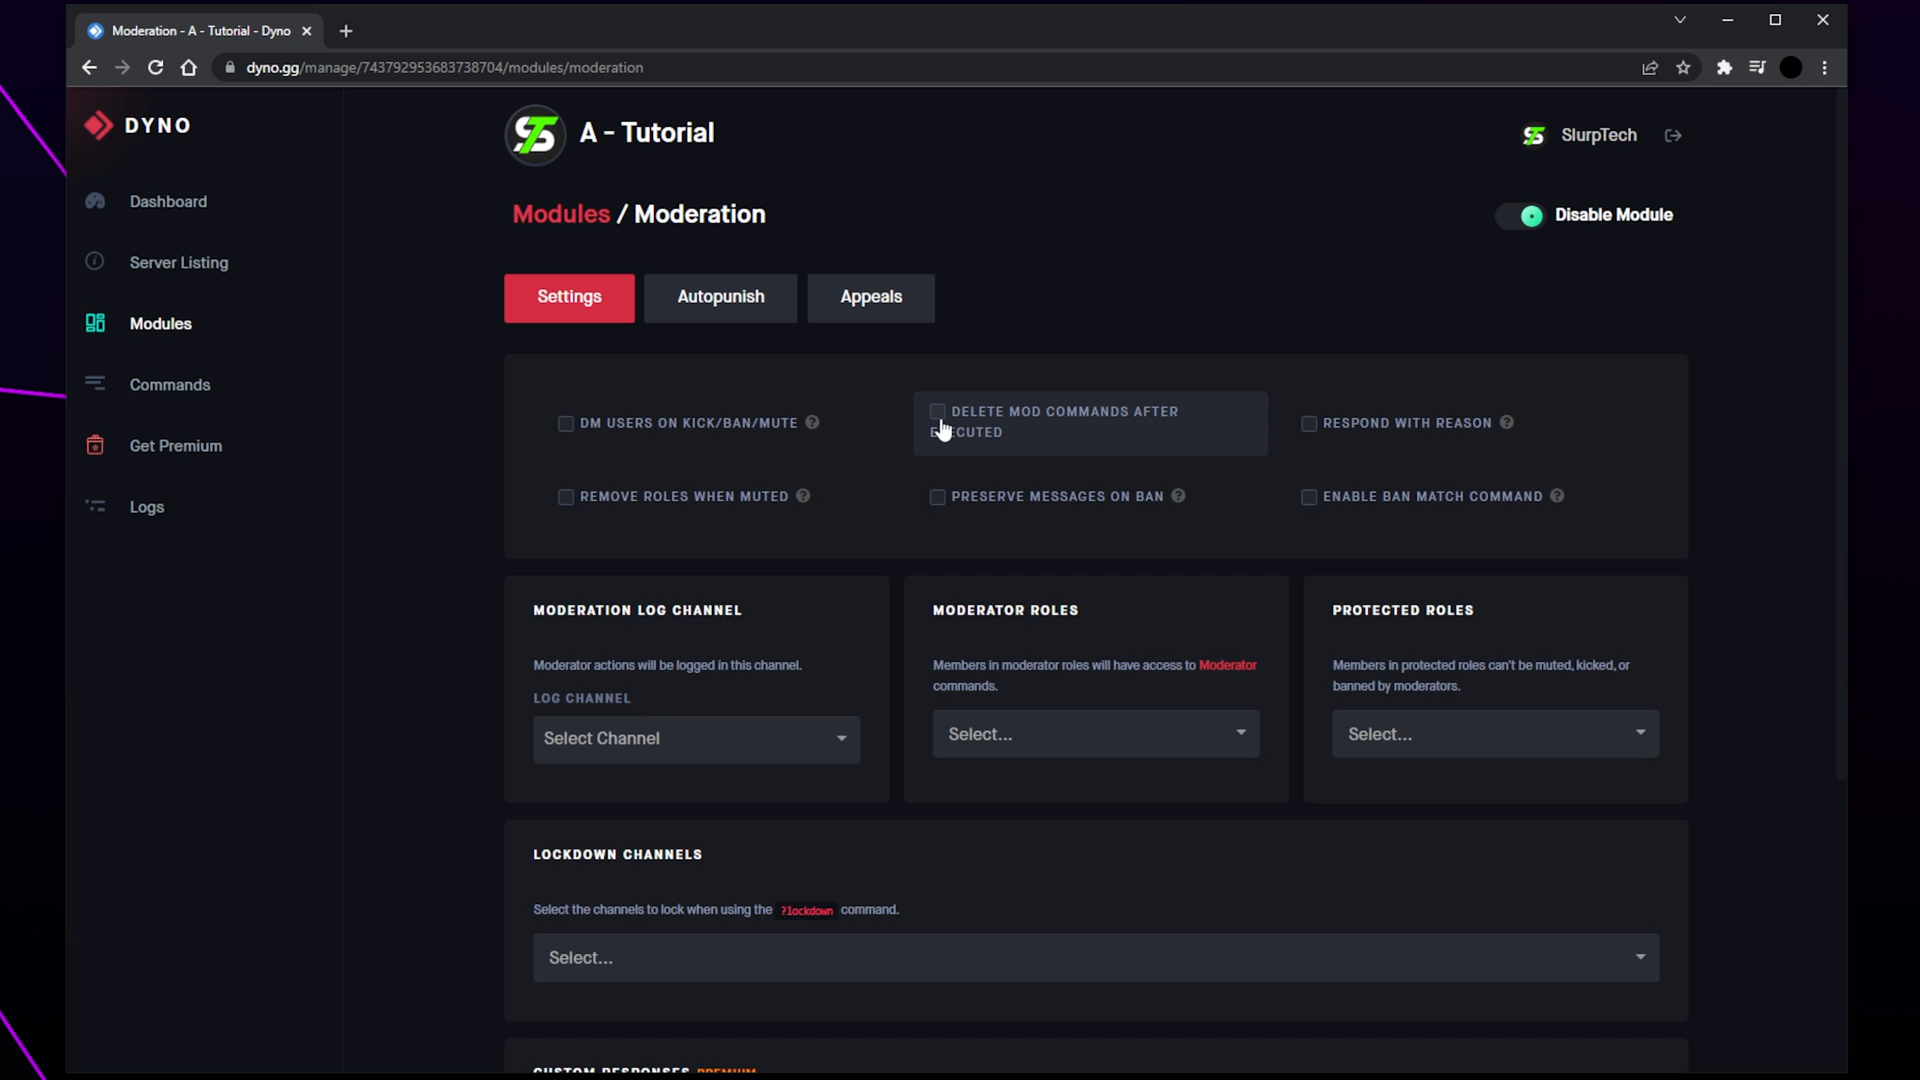 Moderation - A - Tutorial - Dyno
dyno.gg/manage/743792953683738704/modules/moderation
DYNO
A - Tutorial
SlurpTech
Dashboard
Server Listing
Modules
Commands
Get Premium
Logs
Modules / Moderation
Disable Module
Settings
Autopunish
Appeals
DM USERS ON KICK/BAN/MUTE
DELETE MOD COMMANDS AFTER
EXECUTED
RESPOND WITH REASON
REMOVE ROLES WHEN MUTED
PRESERVE MESSAGES ON BAN
ENABLE BAN MATCH COMMAND
MODERATION LOG CHANNEL
Moderator actions will be logged in this channel.
LOG CHANNEL
Select Channel
MODERATOR ROLES
Members in moderator roles will have access to Moderator
commands.
Select...
PROTECTED ROLES
Members in protected roles can't be muted, kicked, or
banned by moderators.
Select...
LOCKDOWN CHANNELS
Select the channels to lock when using the ?lockdown command.
Select...
CUSTOM RESPONSES PREMIUM